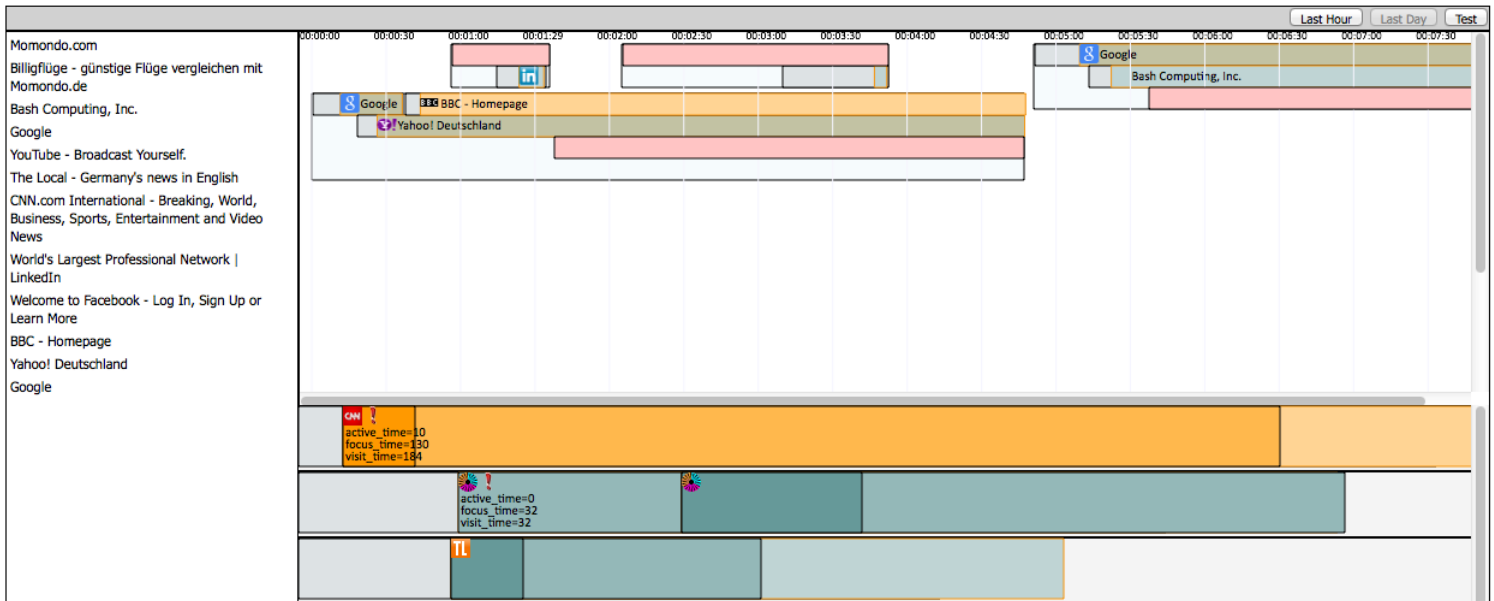 Last Hour Last Day Test
Momondo.com
Billigflüge - günstige Flüge vergleichen mit
Momondo.de
Bash Computing, Inc.
Google
YouTube - Broadcast Yourself.
The Local - Germany's news in English
CNN.com International - Breaking, World,
Business, Sports, Entertainment and Video
News
World's Largest Professional Network |
LinkedIn
Welcome to Facebook - Log In, Sign Up or
Learn More
BBC - Homepage
Yahoo! Deutschland
Google
00:00:00 00:00:30 00:01:00 00:01:29 00:02:00 00:02:30 00:03:00 00:03:30 00:04:00 00:04:30 00:05:00 00:05:30 00:06:00 00:06:30 00:07:00 00:07:30
8 Google
in Bash Computing, Inc.
8 Google BBC BBC - Homepage
Y! Yahoo! Deutschland
CNN !
active_time=10
focus_time=130
visit_time=184
!
active_time=0
focus_time=32
visit_time=32
TL